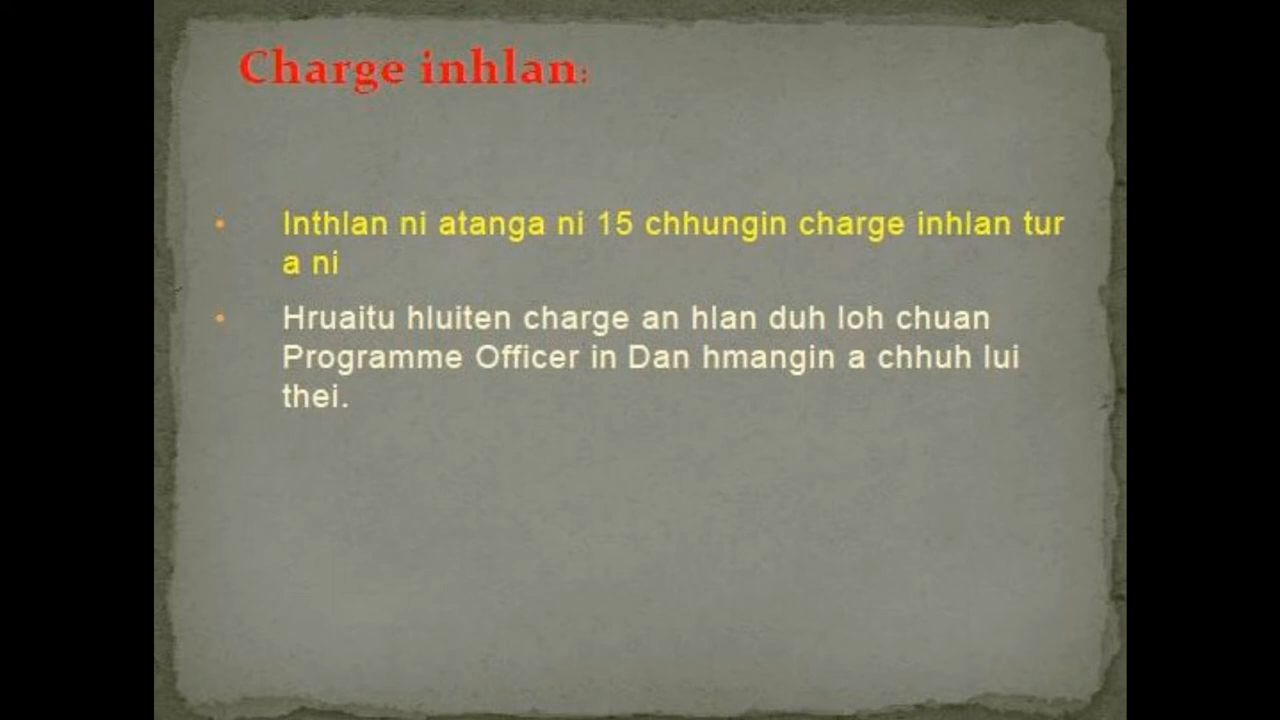 Charge inhlan:
• Inthlan ni atanga ni 15 chhungin charge inhlan tur
a ni
• Hruaitu hluiten charge an hlan duh loh chuan
Programme Officer in Dan hmangin a chhuh lui
thei.